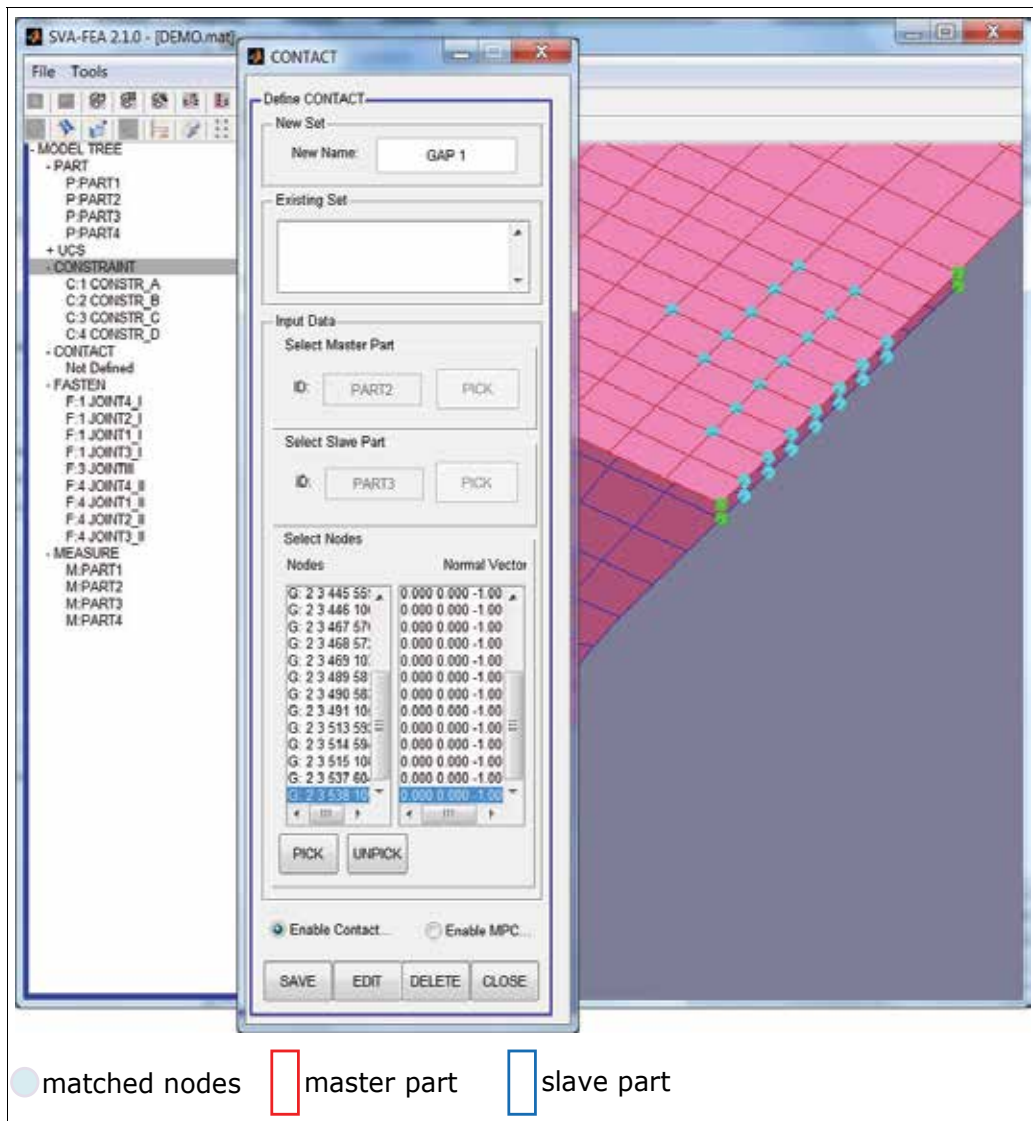 SVA-FEA 2.1.0 - [DEMO.mat]
File Tools
- MODEL TREE
- PART
P:PART1
P:PART2
P:PART3
P:PART4
+ UCS
- CONSTRAINT
C:1 CONSTR_A
C:2 CONSTR_B
C:3 CONSTR_C
C:4 CONSTR_D
- CONTACT
Not Defined
- FASTEN
F:1 JOINT4_I
F:1 JOINT2_I
F:1 JOINT1_I
F:1 JOINT3_I
F:3 JOINTIII
F:4 JOINT4_II
F:4 JOINT1_II
F:4 JOINT2_II
F:4 JOINT3_II
- MEASURE
M:PART1
M:PART2
M:PART3
M:PART4
CONTACT
Define CONTACT
New Set
New Name: GAP 1
Existing Set
Input Data
Select Master Part
ID: PART2 PICK
Select Slave Part
ID: PART3 PICK
Select Nodes
Nodes Normal Vector
G: 2 3 445 0.000 0.000 -1.00
G: 2 3 446 0.000 0.000 -1.00
G: 2 3 467 0.000 0.000 -1.00
G: 2 3 468 0.000 0.000 -1.00
G: 2 3 469 0.000 0.000 -1.00
G: 2 3 489 0.000 0.000 -1.00
G: 2 3 490 0.000 0.000 -1.00
G: 2 3 491 0.000 0.000 -1.00
G: 2 3 513 0.000 0.000 -1.00
G: 2 3 514 0.000 0.000 -1.00
G: 2 3 515 0.000 0.000 -1.00
G: 2 3 537 0.000 0.000 -1.00
G: 2 3 538 0.000 0.000 -1.00
PICK UNPICK
Enable Contact... Enable MPC...
SAVE EDIT DELETE CLOSE
matched nodes master part slave part